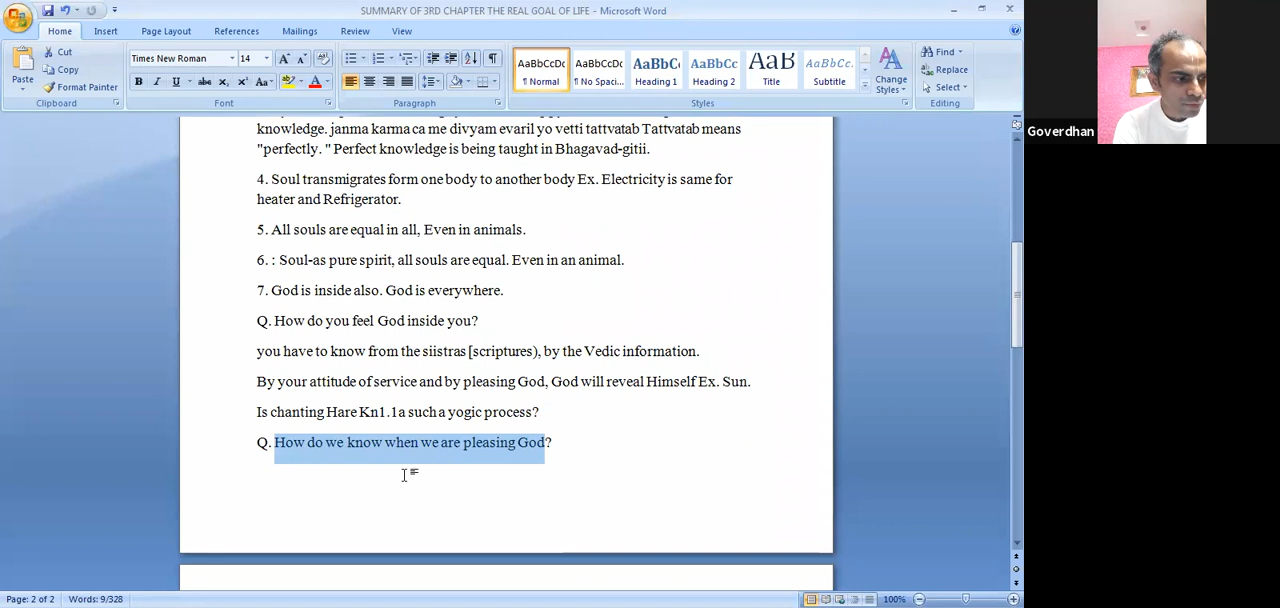 SUMMARY OF 3RD CHAPTER THE REAL GOAL OF LIFE - Microsoft Word
Home Insert Page Layout References Mailings Review View
Paste
Cut
Copy
Format Painter
Clipboard
Times New Roman 14
B I U abc x₂ x² Aa
Font
Paragraph
AaBbCcDc AaBbCcDc AaBbC AaBbCc AaB AaBbCc.
¶ Normal ¶ No Spaci... Heading 1 Heading 2 Title Subtitle
Change Styles
Styles
Find
Replace
Select
Editing
Goverdhan
knowledge. janma karma ca me divyam evaril yo vetti tattvatab Tattvatab means
"perfectly. " Perfect knowledge is being taught in Bhagavad-gitii.
4. Soul transmigrates form one body to another body Ex. Electricity is same for
heater and Refrigerator.
5. All souls are equal in all, Even in animals.
6. : Soul-as pure spirit, all souls are equal. Even in an animal.
7. God is inside also. God is everywhere.
Q. How do you feel God inside you?
you have to know from the siistras [scriptures), by the Vedic information.
By your attitude of service and by pleasing God, God will reveal Himself Ex. Sun.
Is chanting Hare Kn1.1a such a yogic process?
Q. How do we know when we are pleasing God?
Page: 2 of 2 Words: 9/328 100%